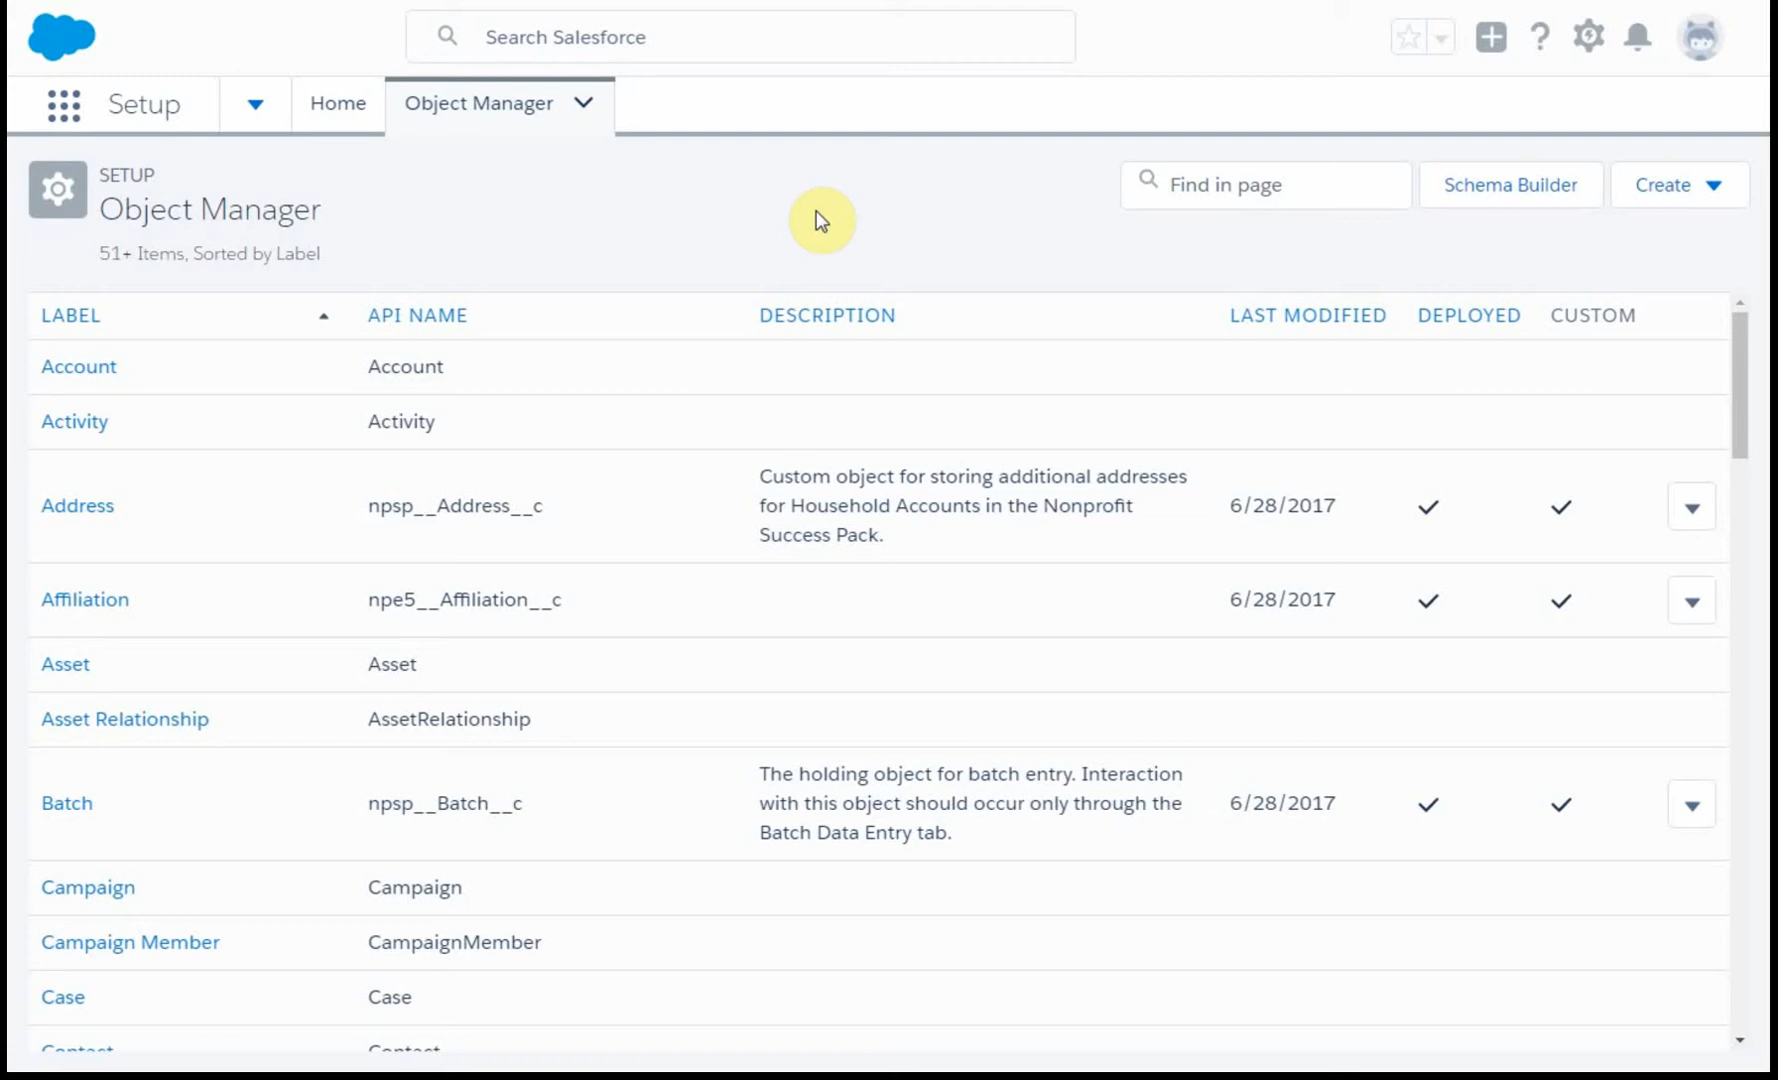 Search Salesforce
Setup
Home
Object Manager
SETUP
Object Manager
51+ Items, Sorted by Label
Find in page
Schema Builder
Create
LABEL API NAME DESCRIPTION LAST MODIFIED DEPLOYED CUSTOM
Account Account
Activity Activity
Custom object for storing additional addresses
Address npsp__Address__c for Household Accounts in the Nonprofit 6/28/2017
Success Pack.
Affiliation npe5__Affiliation__c 6/28/2017
Asset Asset
Asset Relationship AssetRelationship
The holding object for batch entry. Interaction
Batch npsp__Batch__c with this object should occur only through the 6/28/2017
Batch Data Entry tab.
Campaign Campaign
Campaign Member CampaignMember
Case Case
Contact Contact